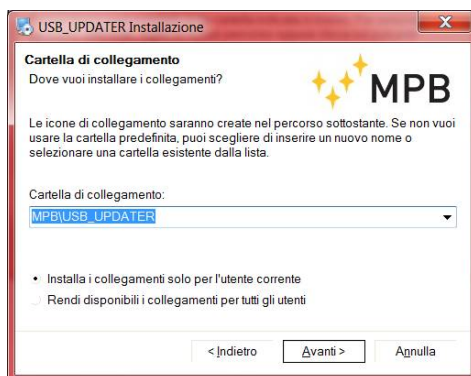 USB_UPDATER Installazione
Cartella di collegamento
Dove vuoi installare i collegamenti?
MPB
Le icone di collegamento saranno create nel percorso sottostante. Se non vuoi
usare la cartella predefinita, puoi scegliere di inserire un nuovo nome o
selezionare una cartella esistente dalla lista.
Cartella di collegamento:
MPB\USB_UPDATER
Installa i collegamenti solo per l'utente corrente
Rendi disponibili i collegamenti per tutti gli utenti
< Indietro Avanti > Annulla